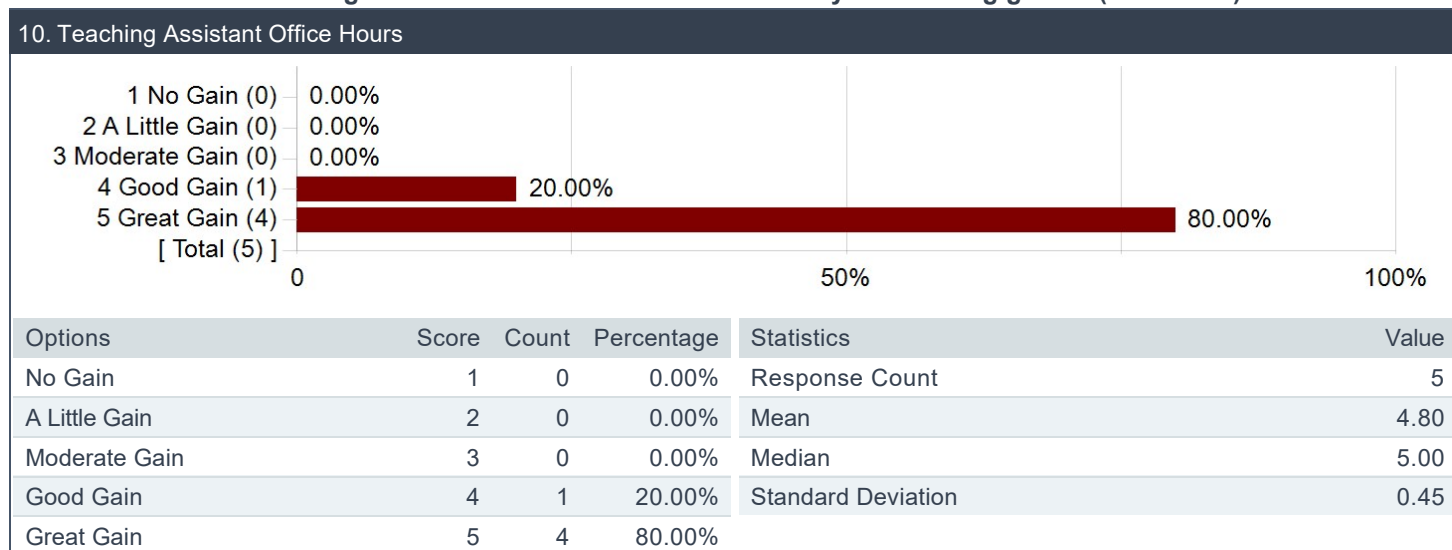 10. Teaching Assistant Office Hours
1 No Gain (0) 0.00%
2 A Little Gain (0) 0.00%
3 Moderate Gain (0) 0.00%
4 Good Gain (1) 20.00%
5 Great Gain (4) 80.00%
[ Total (5) ]
0 50% 100%
Options Score Count Percentage
No Gain 1 0 0.00%
A Little Gain 2 0 0.00%
Moderate Gain 3 0 0.00%
Good Gain 4 1 20.00%
Great Gain 5 4 80.00%
Statistics Value
Response Count 5
Mean 4.80
Median 5.00
Standard Deviation 0.45